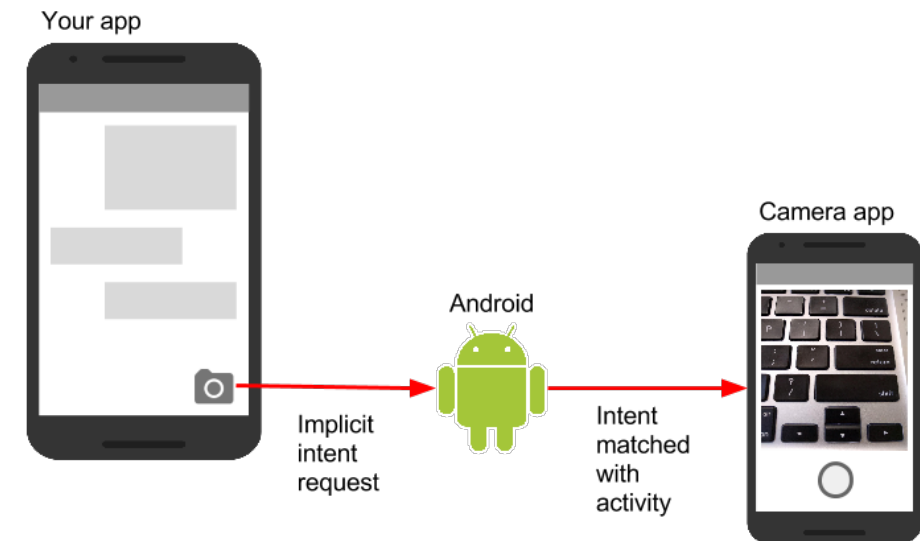 Your app
Camera app
Android
Implicit
intent
request
Intent
matched
with
activity